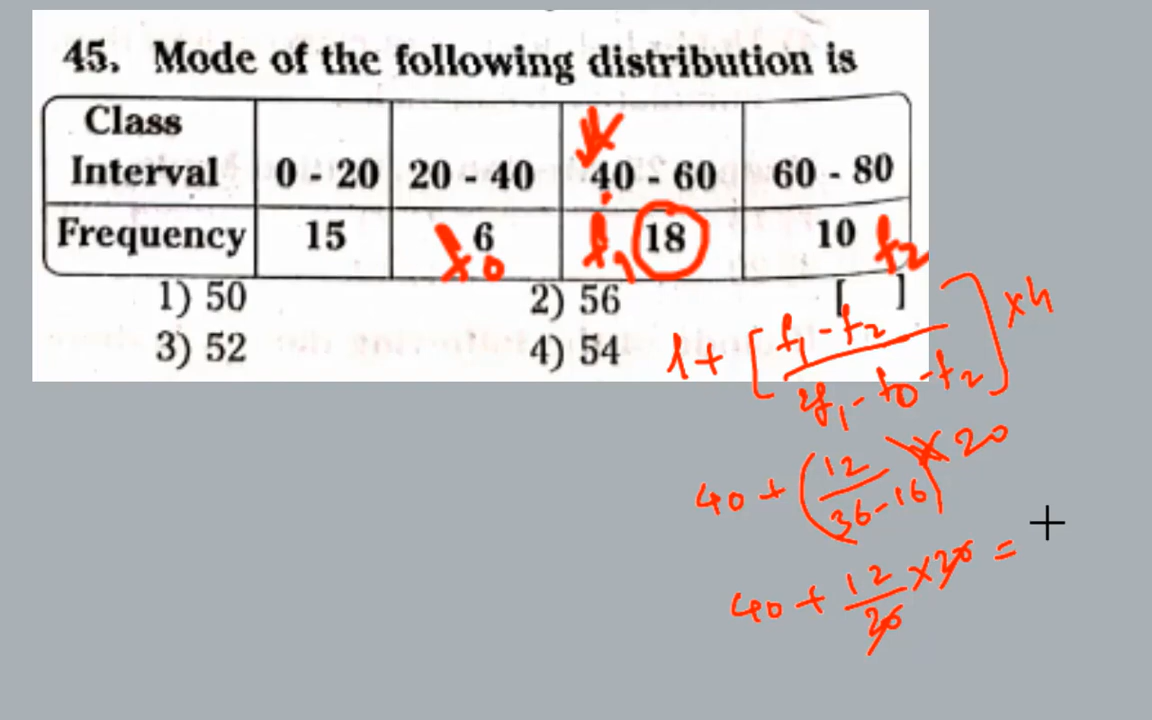 45. Mode of the following distribution is
Class Interval 0 - 20 20 - 40 40 - 60 60 - 80
Frequency 15 6 18 10
f0 f1 f2
1) 50 2) 56 [ ]
3) 52 4) 54
l + [f1 - f2 / 2f1 - f0 - f2] × h
40 + (12 / 36 - 16) × 20
40 + 12 / 20 × 20 =